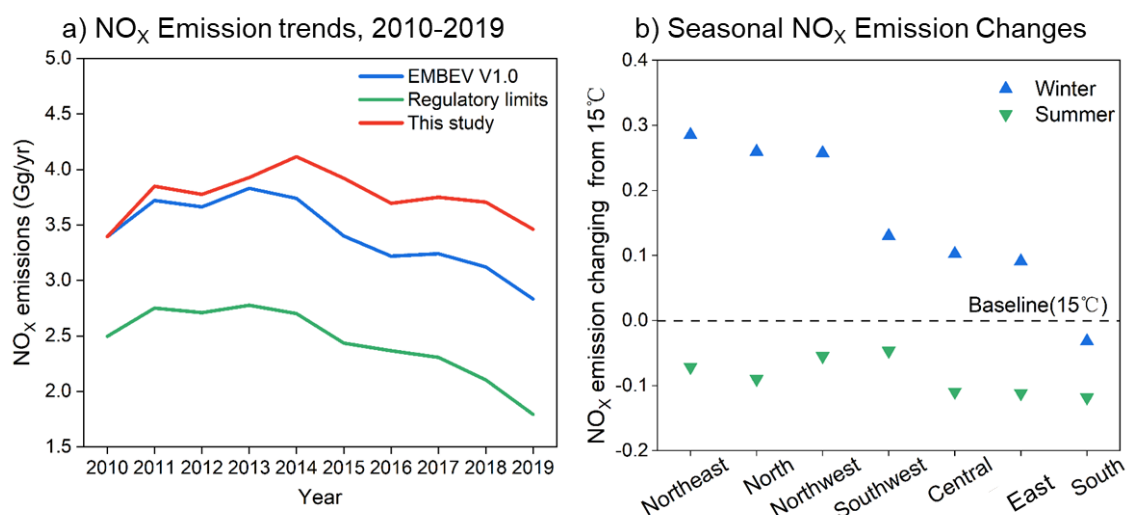 a) NOX Emission trends, 2010-2019
5.0
4.5
4.0
3.5
3.0
2.5
2.0
1.5
NOX emissions (Gg/yr)
EMBEV V1.0
Regulatory limits
This study
2010 2011 2012 2013 2014 2015 2016 2017 2018 2019
Year
b) Seasonal NOX Emission Changes
0.4
0.3
0.2
0.1
0.0
-0.1
-0.2
NOX emission changing from 15℃
Winter
Summer
Baseline(15℃)
Northeast North Northwest Southwest Central East South